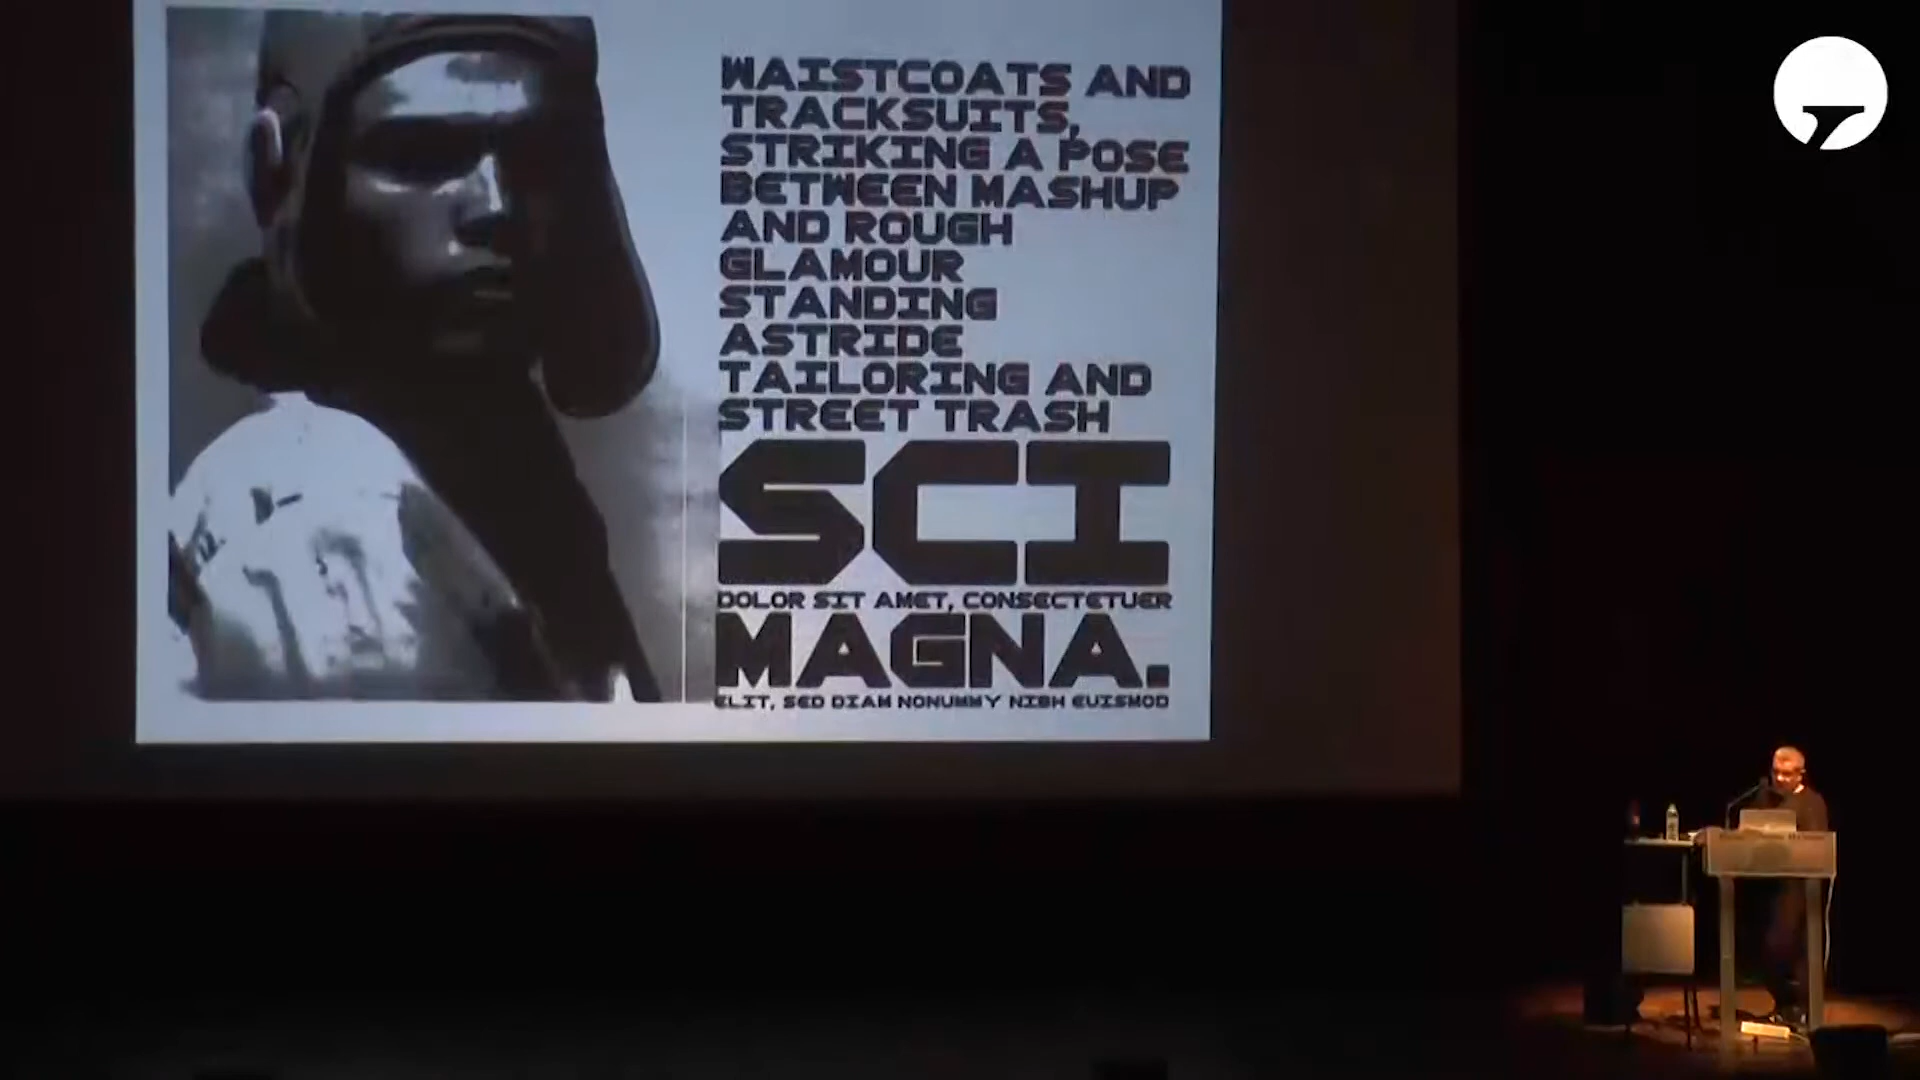 WAISTCOATS AND
TRACKSUITS,
STRIKING A POSE
BETWEEN MASHUP
AND ROUGH
GLAMOUR
STANDING
ASTRIDE
TAILORING AND
STREET TRASH
SCI
DOLOR SIT AMET, CONSECTETUER
MAGNA.
ELIT, SED DIAM NONUMMY NIBH EUISMOD